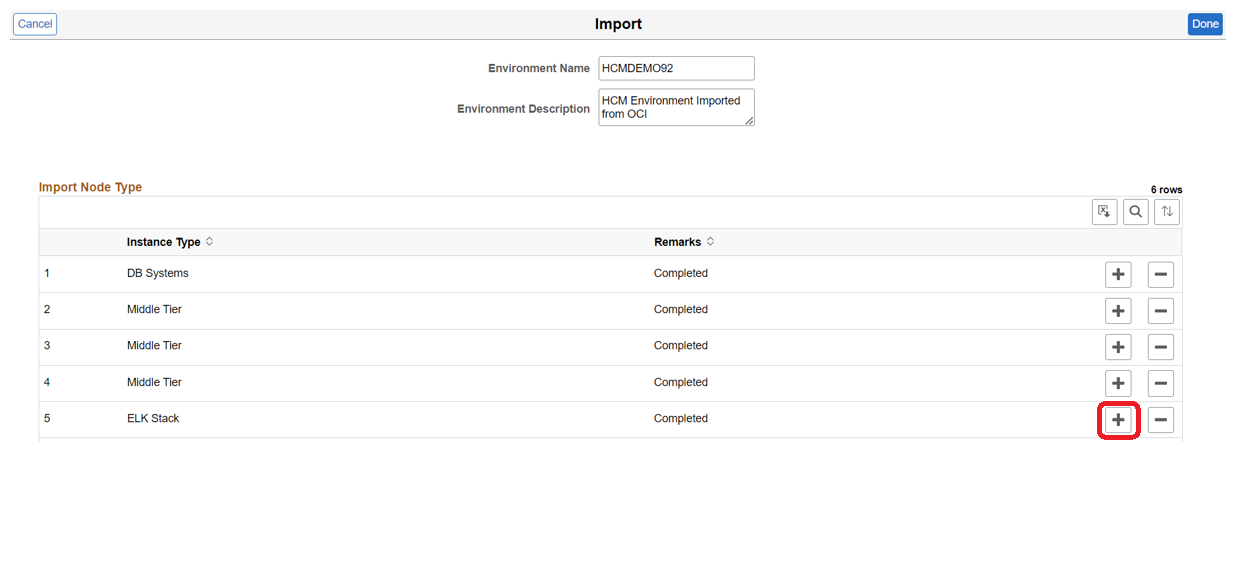 Cancel
Import
Done
Environment Name HCMDEMO92
Environment Description HCM Environment Imported
from OCI
Import Node Type
6 rows
Instance Type Remarks
1 DB Systems Completed
2 Middle Tier Completed
3 Middle Tier Completed
4 Middle Tier Completed
5 ELK Stack Completed